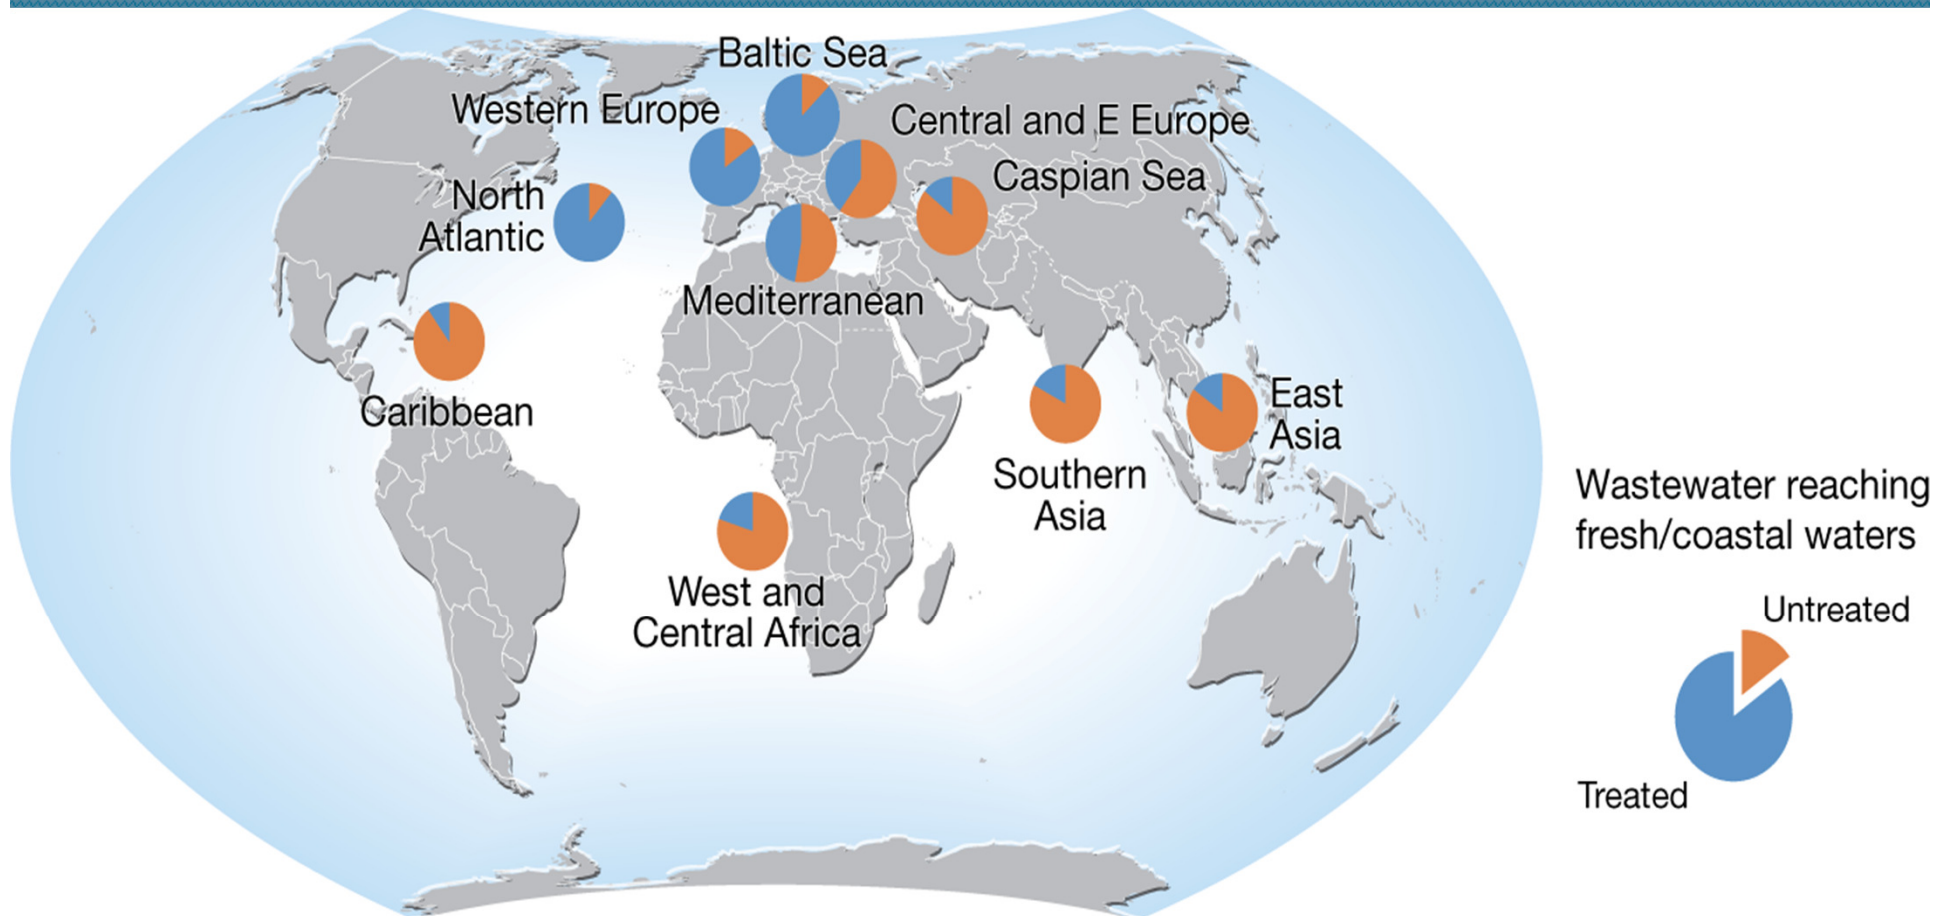 Baltic Sea
Western Europe
Central and E Europe
Caspian Sea
North
Atlantic
Mediterranean
Caribbean
East
Asia
Southern
Asia
West and
Central Africa
Wastewater reaching
fresh/coastal waters
Untreated
Treated